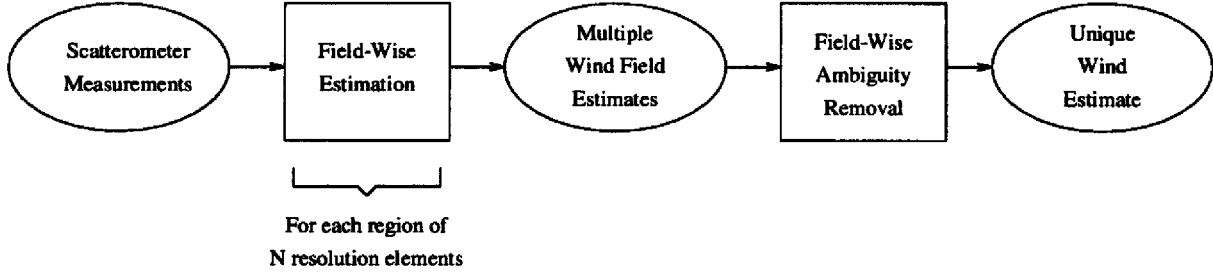 Scatterometer
Measurements
Field-Wise
Estimation
Multiple
Wind Field
Estimates
Field-Wise
Ambiguity
Removal
Unique
Wind
Estimate
For each region of
N resolution elements